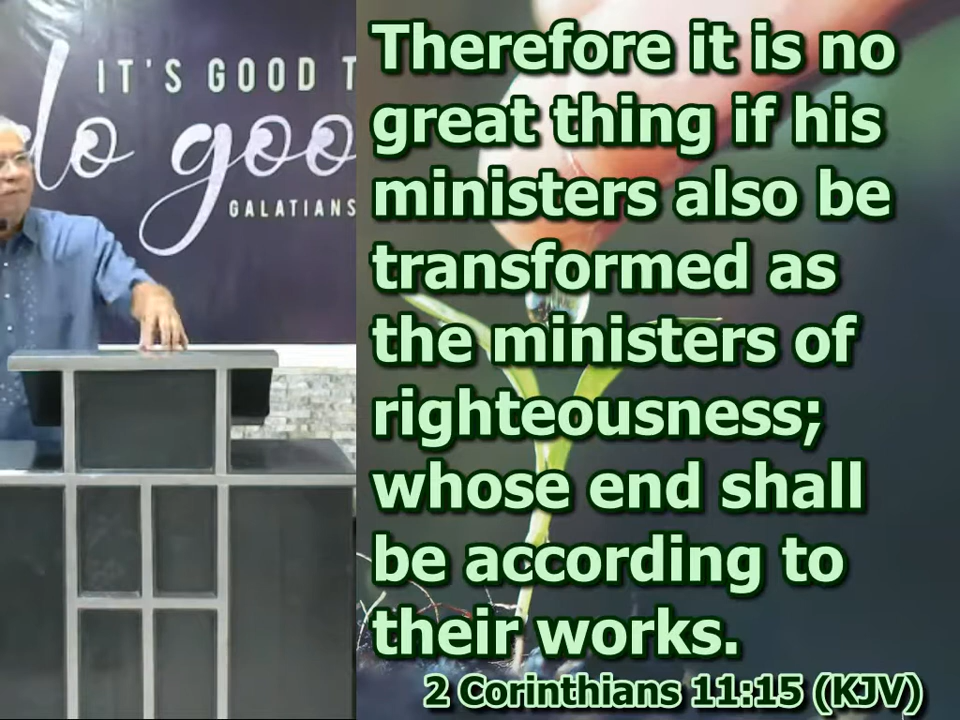 IT'S GOOD T
do goo
GALATIANS
Therefore it is no
great thing if his
ministers also be
transformed as
the ministers of
righteousness;
whose end shall
be according to
their works.
2 Corinthians 11:15 (KJV)